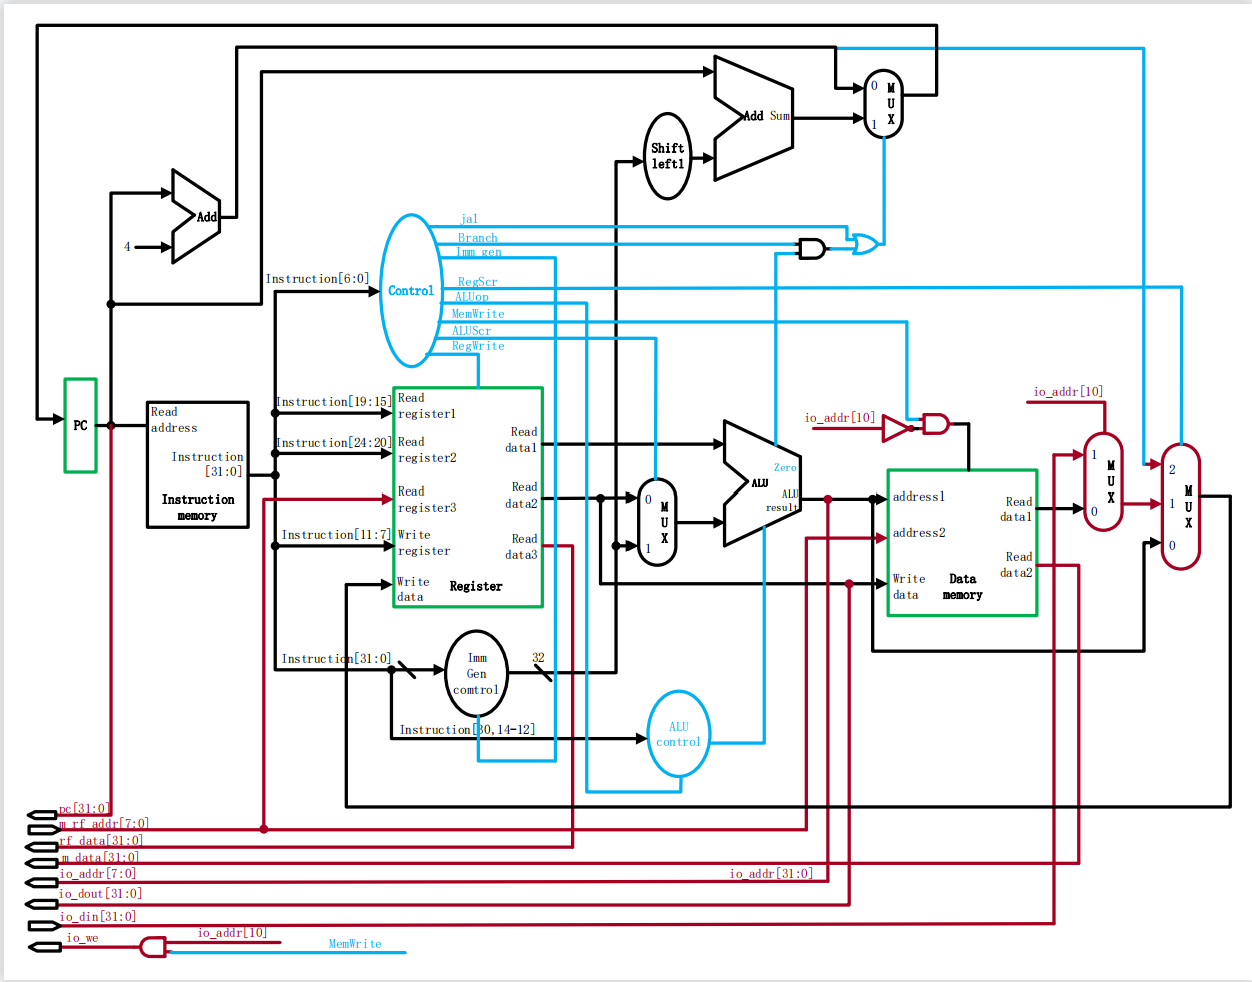 0
M
U
X
1
Add Sum
Shift
left1
Add
4
jal
Branch
Imm gen
RegScr
ALUop
MemWrite
ALUScr
RegWrite
Control
Instruction[6:0]
PC
Read
address
Instruction
[31:0]
Instruction
memory
Instruction[19:15]
Instruction[24:20]
Instruction[11:7]
Instruction[31:0]
Read
register1
Read
register2
Read
register3
Write
register
Write
data
Read
data1
Read
data2
Read
data3
Register
0
M
U
X
1
Zero
ALU
ALU
result
io_addr[10]
address1
address2
Write
data
Read
data1
Read
data2
Data
memory
io_addr[10]
1
M
U
X
0
2
M
1
U
X
0
Imm
Gen
comtrol
32
Instruction[30,14-12]
ALU
control
pc[31:0]
m_rf_addr[7:0]
rf_data[31:0]
m_data[31:0]
io_addr[7:0]
io_addr[31:0]
io_dout[31:0]
io_din[31:0]
io_we
io_addr[10]
MemWrite